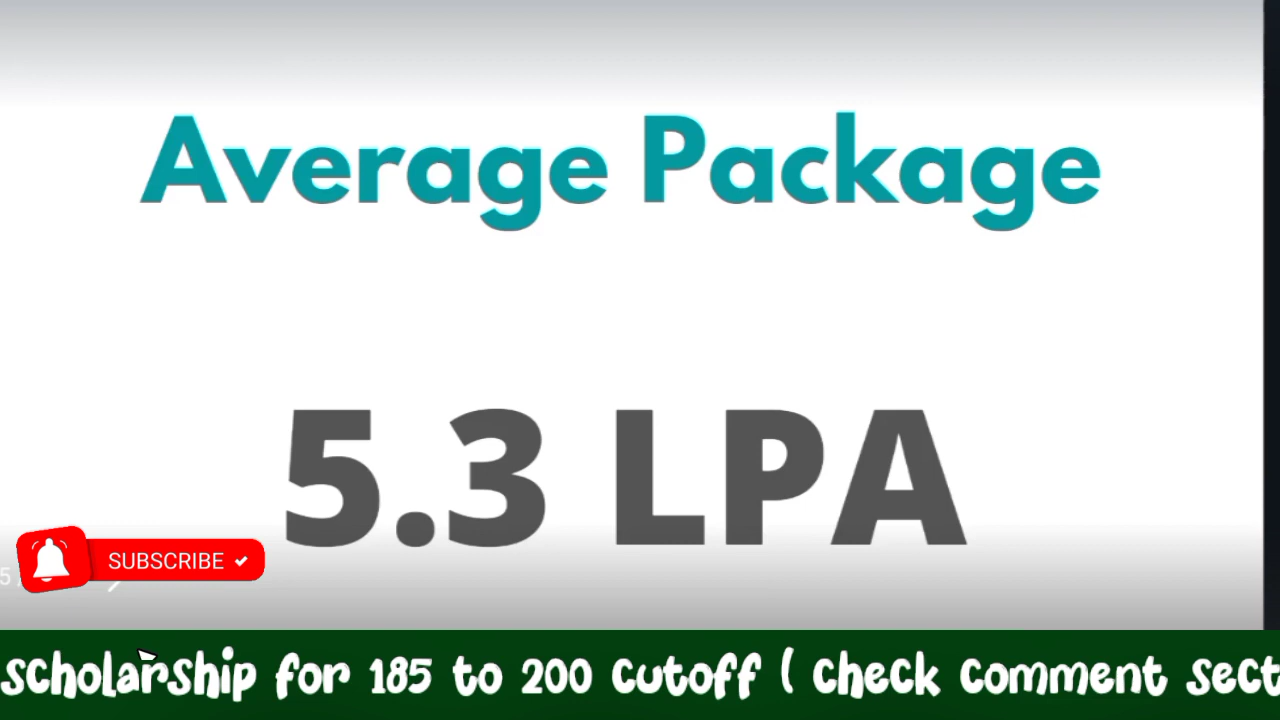 Average Package
5.3 LPA
SUBSCRIBE
scholarship for 185 to 200 cutoff ( check comment sect